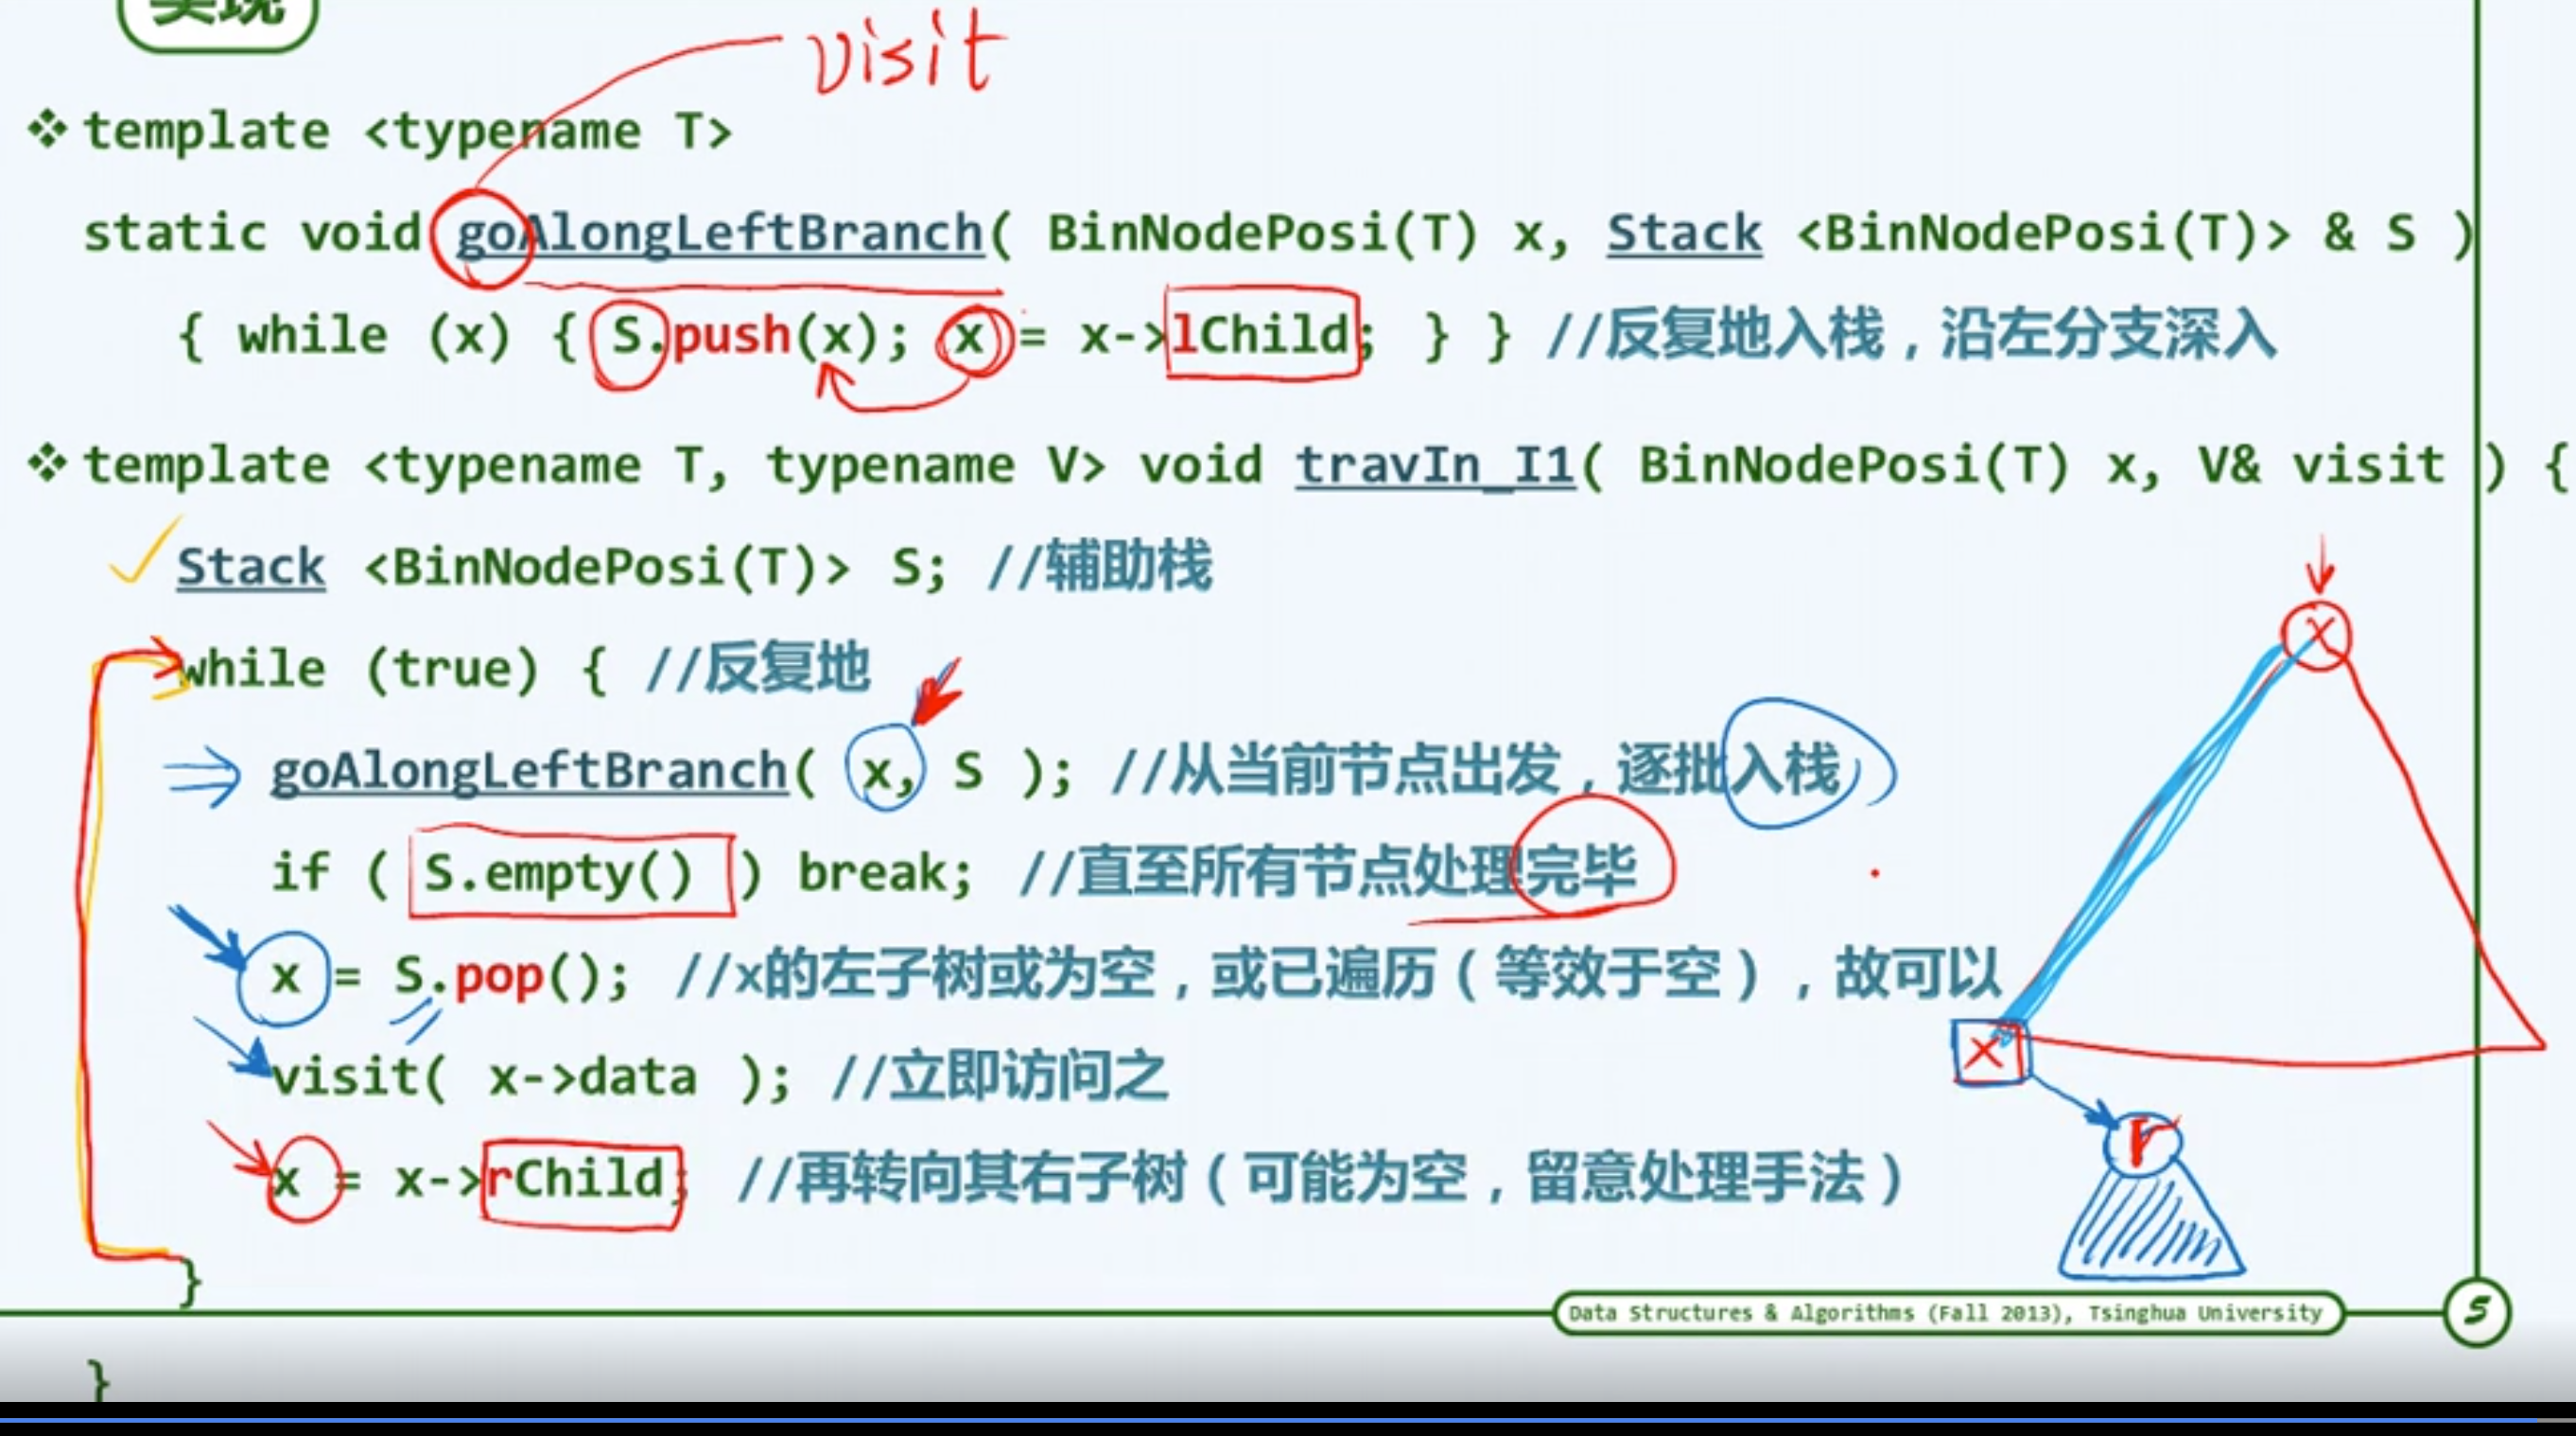 实现
visit
template <typename T>
static void goAlongLeftBranch( BinNodePosi(T) x, Stack <BinNodePosi(T)> & S )
{ while (x) { S.push(x); x = x->lChild; } } //反复地入栈，沿左分支深入
template <typename T, typename V> void travIn_I1( BinNodePosi(T) x, V& visit ) {
Stack <BinNodePosi(T)> S; //辅助栈
while (true) { //反复地
x
goAlongLeftBranch( x, S ); //从当前节点出发，逐批入栈
if ( S.empty() ) break; //直至所有节点处理完毕
x = S.pop(); //x的左子树或为空，或已遍历（等效于空），故可以
x
visit( x->data ); //立即访问之
r
x = x->rChild; //再转向其右子树（可能为空，留意处理手法）
}
Data Structures & Algorithms (Fall 2013), Tsinghua University
5
}